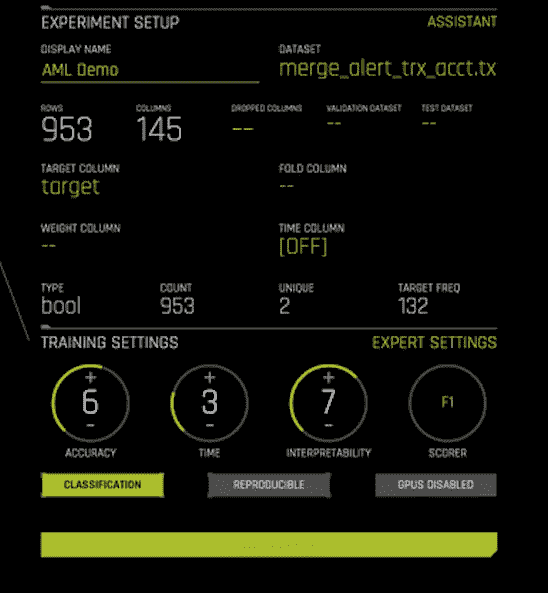 EXPERIMENT SETUP ASSISTANT
DISPLAY NAME DATASET
AML Demo merge_alert_trx_acct.tx
ROWS COLUMNS DROPPED COLUMNS VALIDATION DATASET TEST DATASET
953 145 -- -- --
TARGET COLUMN FOLD COLUMN
target --
WEIGHT COLUMN TIME COLUMN
-- [OFF]
TYPE COUNT UNIQUE TARGET FREQ
bool 953 2 132
TRAINING SETTINGS EXPERT SETTINGS
+ + +
6 3 7 F1
- - -
ACCURACY TIME INTERPRETABILITY SCORER
CLASSIFICATION REPRODUCIBLE GPUS DISABLED